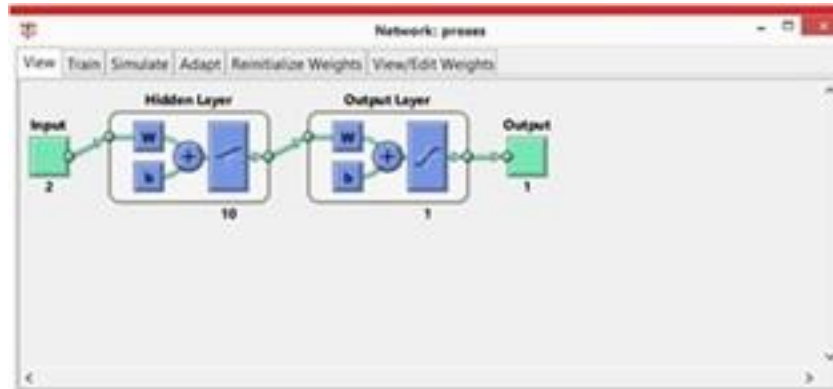 Network: proses
View Train Simulate Adapt Reinitialize Weights View/Edit Weights
Hidden Layer Output Layer
Input Output
W W
b b
2 1
10 1